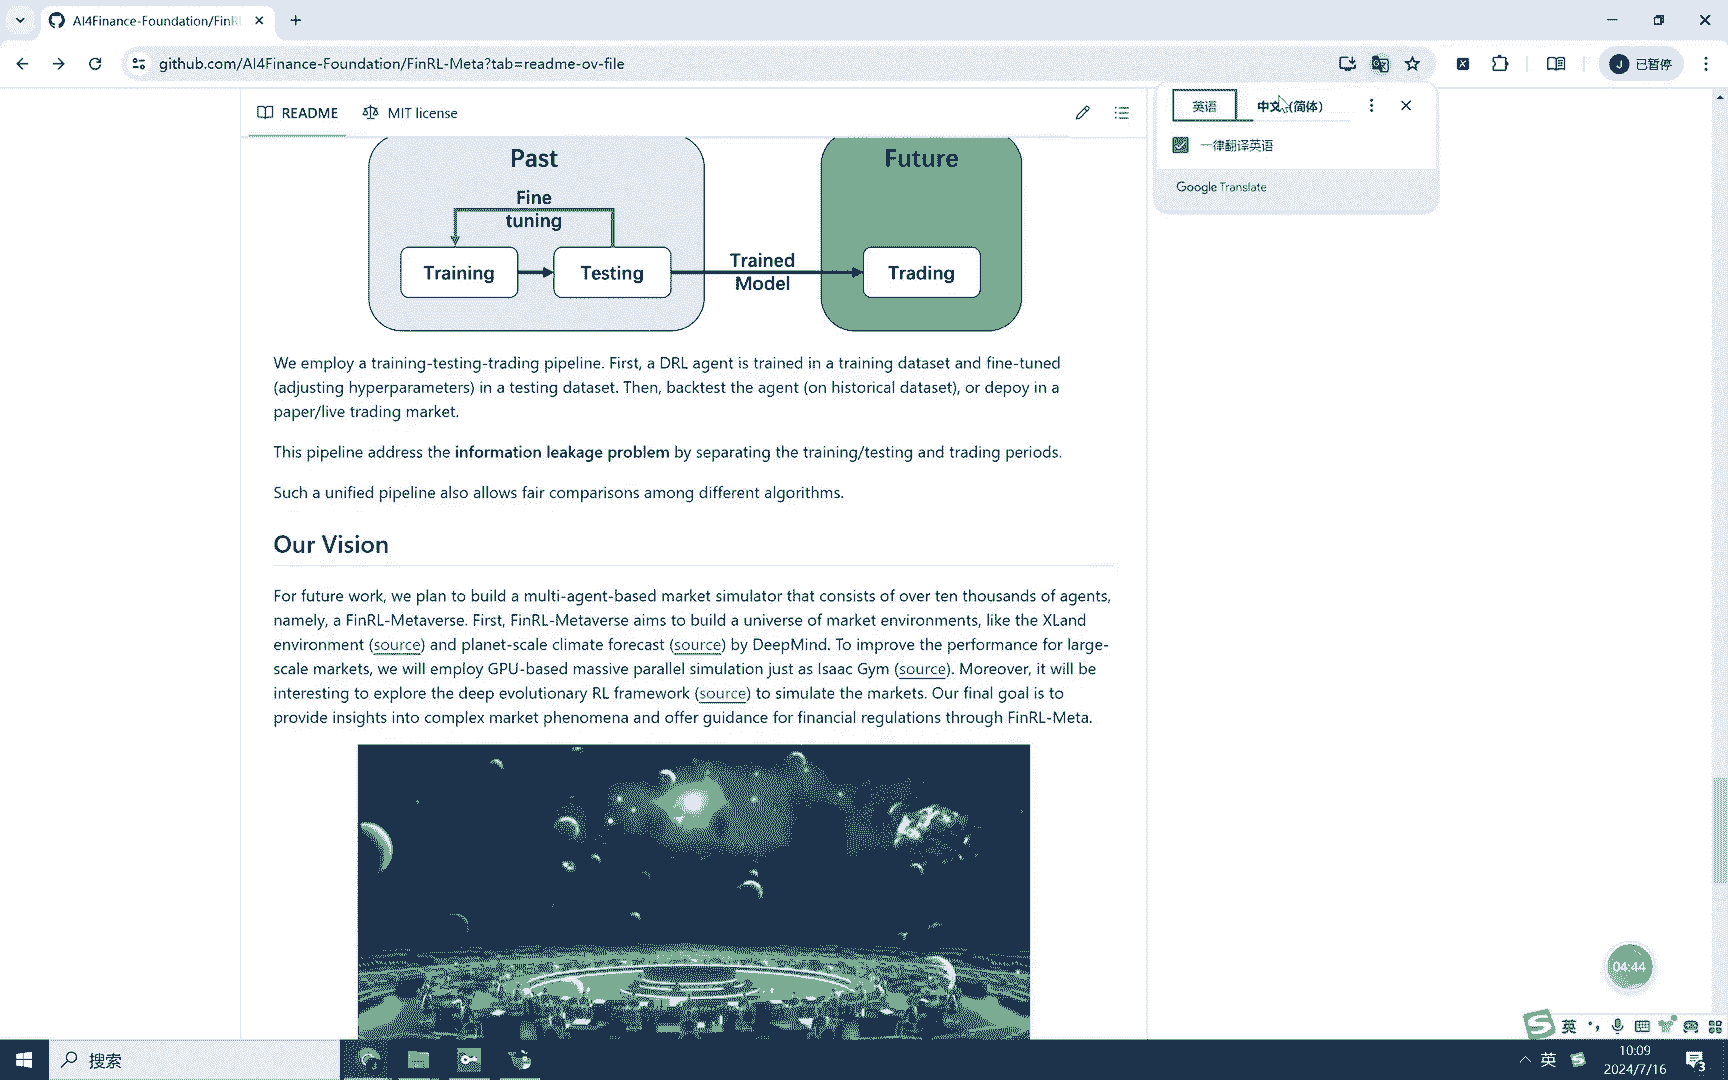 AI4Finance-Foundation/FinRL
github.com/AI4Finance-Foundation/FinRL-Meta?tab=readme-ov-file
J 已暂停
README
MIT license
英语
中文 (简体)
一律翻译英语
Google Translate
Past
Future
Fine
tuning
Training
Testing
Trained
Model
Trading
We employ a training-testing-trading pipeline. First, a DRL agent is trained in a training dataset and fine-tuned
(adjusting hyperparameters) in a testing dataset. Then, backtest the agent (on historical dataset), or depoy in a
paper/live trading market.
This pipeline address the information leakage problem by separating the training/testing and trading periods.
Such a unified pipeline also allows fair comparisons among different algorithms.
Our Vision
For future work, we plan to build a multi-agent-based market simulator that consists of over ten thousands of agents,
namely, a FinRL-Metaverse. First, FinRL-Metaverse aims to build a universe of market environments, like the XLand
environment (source) and planet-scale climate forecast (source) by DeepMind. To improve the performance for large-
scale markets, we will employ GPU-based massive parallel simulation just as Isaac Gym (source). Moreover, it will be
interesting to explore the deep evolutionary RL framework (source) to simulate the markets. Our final goal is to
provide insights into complex market phenomena and offer guidance for financial regulations through FinRL-Meta.
04:44
S 英
搜索
英
10:09
2024/7/16
3